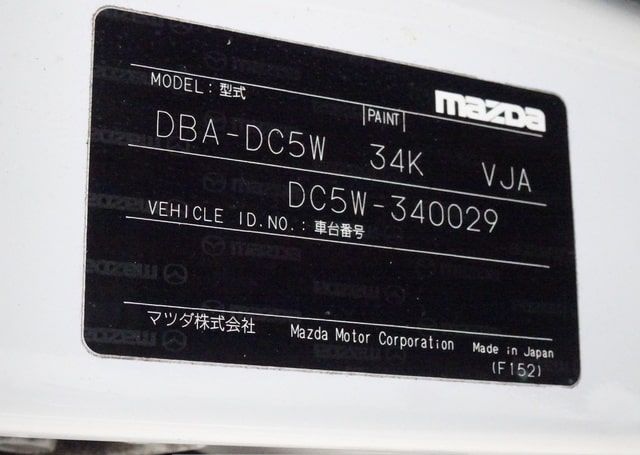 mazda
MODEL: 型式
PAINT
DBA-DC5W 34K VJA
DC5W-340029
VEHICLE ID.NO.: 車台番号
マツダ株式会社 Mazda Motor Corporation Made in Japan
(F152)